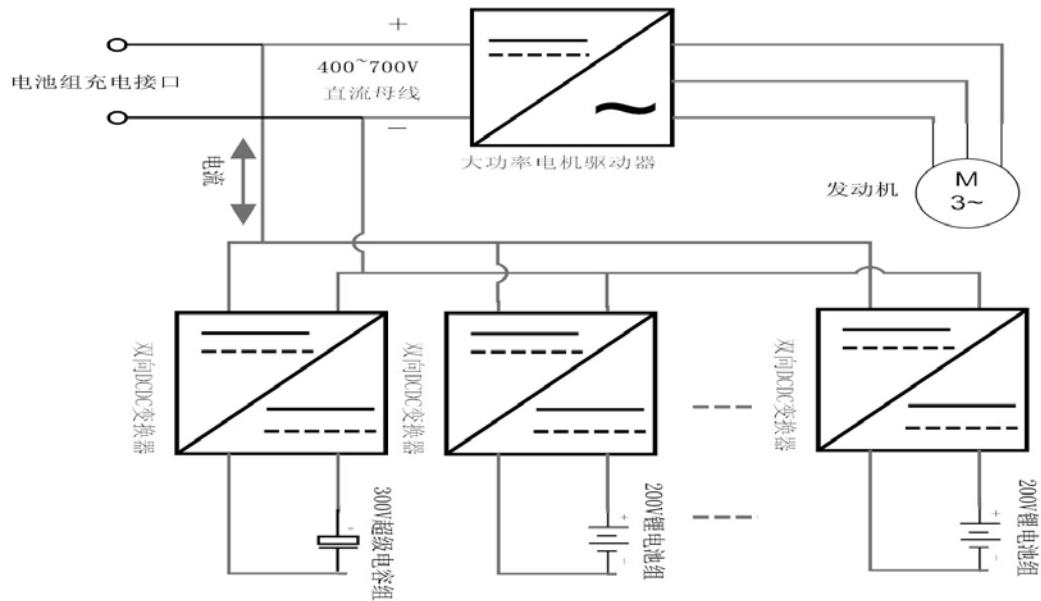 +
电池组充电接口
400~700V
直流母线
—
大功率电机驱动器
电流
发动机
M
3~
双向DCDC变换器
双向DCDC变换器
双向DCDC变换器
300V超级电容组
200V锂电池组
200V锂电池组